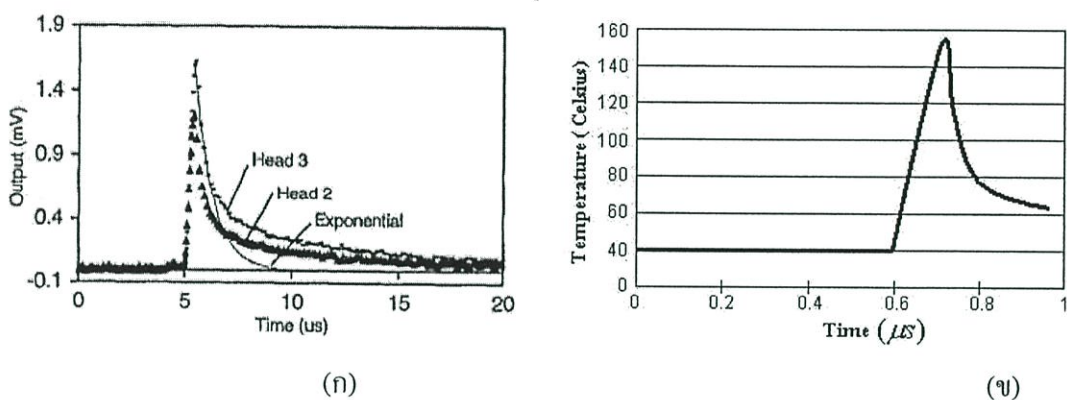 1.9
1.4
0.9
0.4
-0.1
Output (mV)
Head 3
Head 2
Exponential
0 5 10 15 20
Time (us)
(ก)
160
140
120
100
80
60
40
0
Temperature ( Celsius)
0 0.2 0.4 0.6 0.8 1
Time (μs)
(ข)